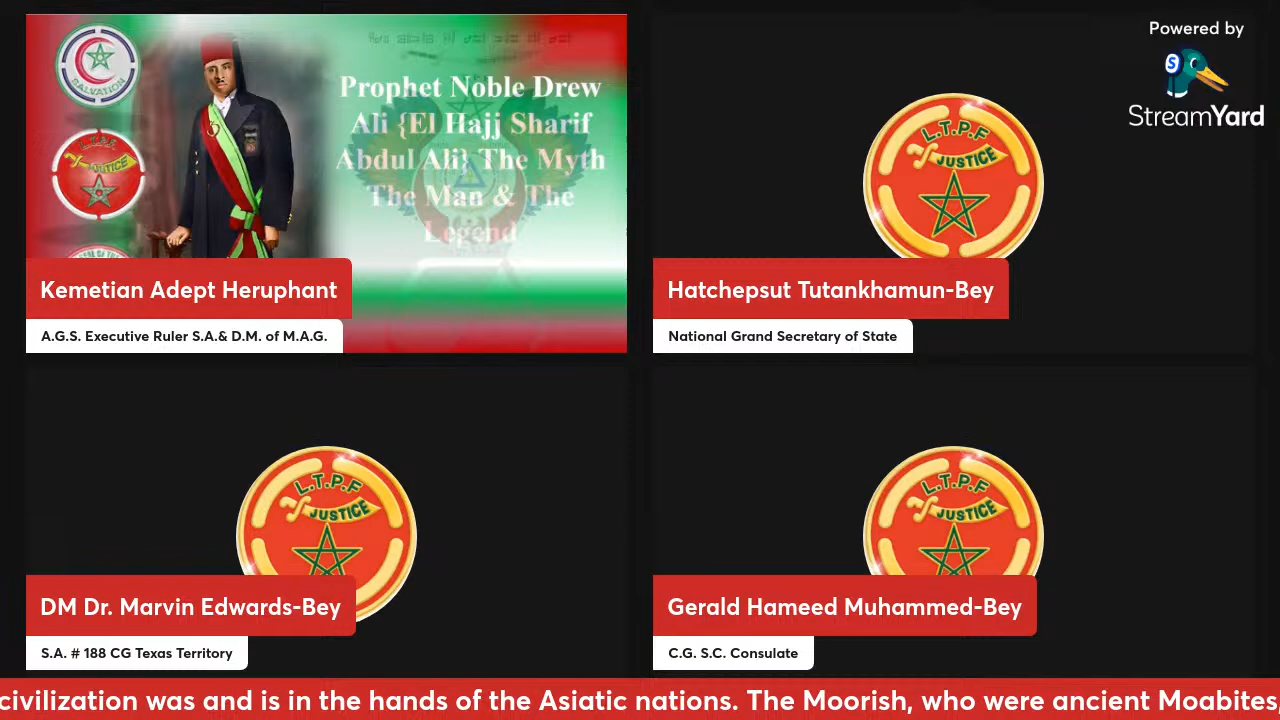 SALVATION
L.T.P.F
JUSTICE
Prophet Noble Drew
Ali {El Hajj Sharif
Abdul Ali} The Myth
The Man & The
Legend
Kemetian Adept Heruphant
A.G.S. Executive Ruler S.A.& D.M. of M.A.G.
Powered by
StreamYard
L.T.P.F
JUSTICE
Hatchepsut Tutankhamun-Bey
National Grand Secretary of State
L.T.P.F
JUSTICE
DM Dr. Marvin Edwards-Bey
S.A. # 188 CG Texas Territory
L.T.P.F
JUSTICE
Gerald Hameed Muhammed-Bey
C.G. S.C. Consulate
civilization was and is in the hands of the Asiatic nations. The Moorish, who were ancient Moabites,